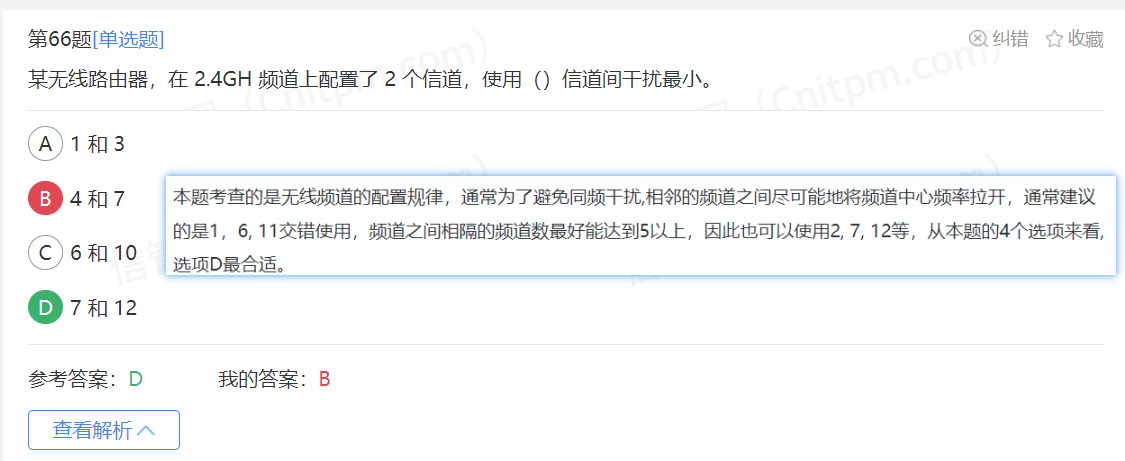 第66题[单选题]
纠错
收藏
某无线路由器，在 2.4GH 频道上配置了 2 个信道，使用（）信道间干扰最小。
A 1 和 3
B 4 和 7
本题考查的是无线频道的配置规律，通常为了避免同频干扰,相邻的频道之间尽可能地将频道中心频率拉开，通常建议
的是1，6, 11交错使用，频道之间相隔的频道数最好能达到5以上，因此也可以使用2, 7, 12等，从本题的4个选项来看,
选项D最合适。
C 6 和 10
D 7 和 12
参考答案：D
我的答案：B
查看解析
(Cnitpm.com)
(Cnitpm.com)